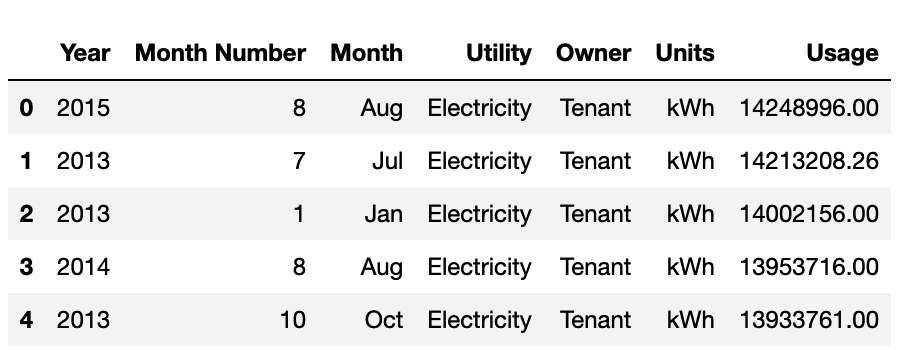 Year Month Number Month Utility Owner Units Usage
0 2015 8 Aug Electricity Tenant kWh 14248996.00
1 2013 7 Jul Electricity Tenant kWh 14213208.26
2 2013 1 Jan Electricity Tenant kWh 14002156.00
3 2014 8 Aug Electricity Tenant kWh 13953716.00
4 2013 10 Oct Electricity Tenant kWh 13933761.00